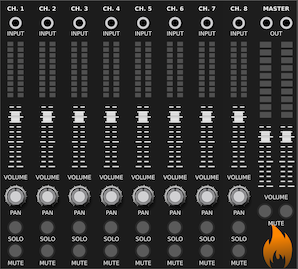 CH. 1 CH. 2 CH. 3 CH. 4 CH. 5 CH. 6 CH. 7 CH. 8 MASTER
INPUT INPUT INPUT INPUT INPUT INPUT INPUT INPUT OUT
VOLUME VOLUME VOLUME VOLUME VOLUME VOLUME VOLUME VOLUME
VOLUME
PAN PAN PAN PAN PAN PAN PAN PAN
MUTE
SOLO SOLO SOLO SOLO SOLO SOLO SOLO SOLO
MUTE MUTE MUTE MUTE MUTE MUTE MUTE MUTE